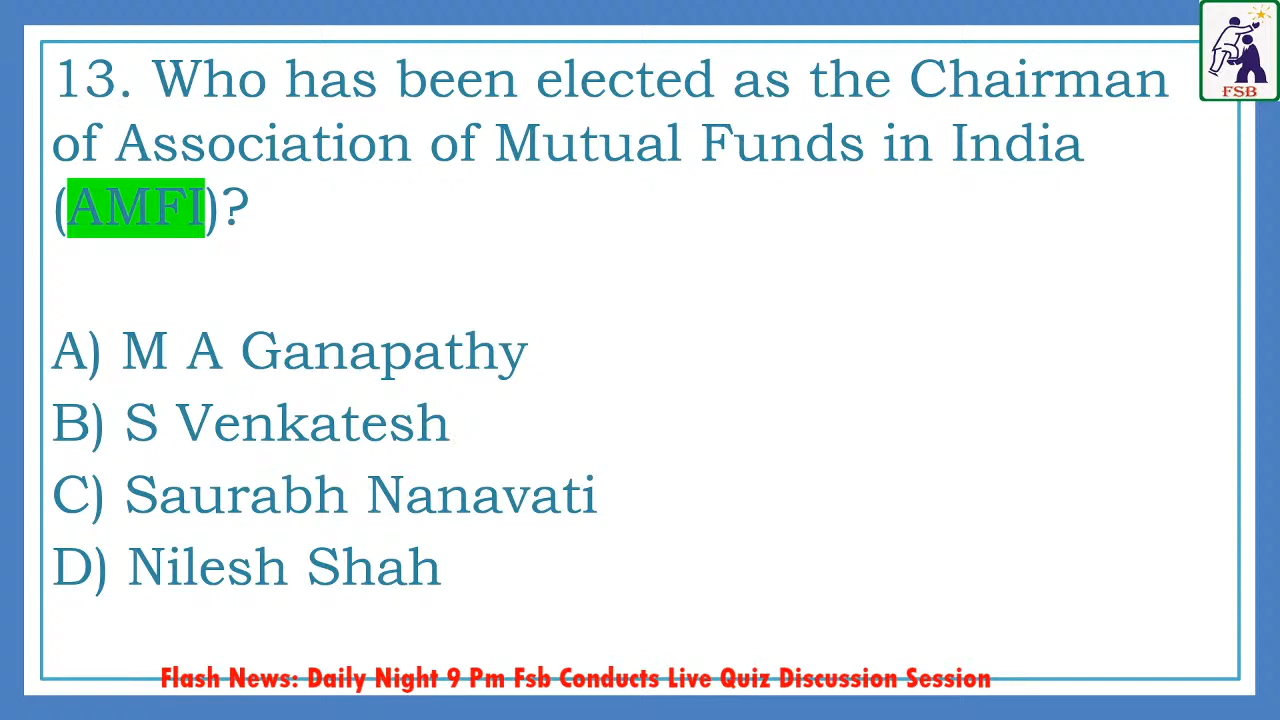 13. Who has been elected as the Chairman
of Association of Mutual Funds in India
(AMFI)?
A) M A Ganapathy
B) S Venkatesh
C) Saurabh Nanavati
D) Nilesh Shah
Flash News: Daily Night 9 Pm Fsb Conducts Live Quiz Discussion Session
FSB